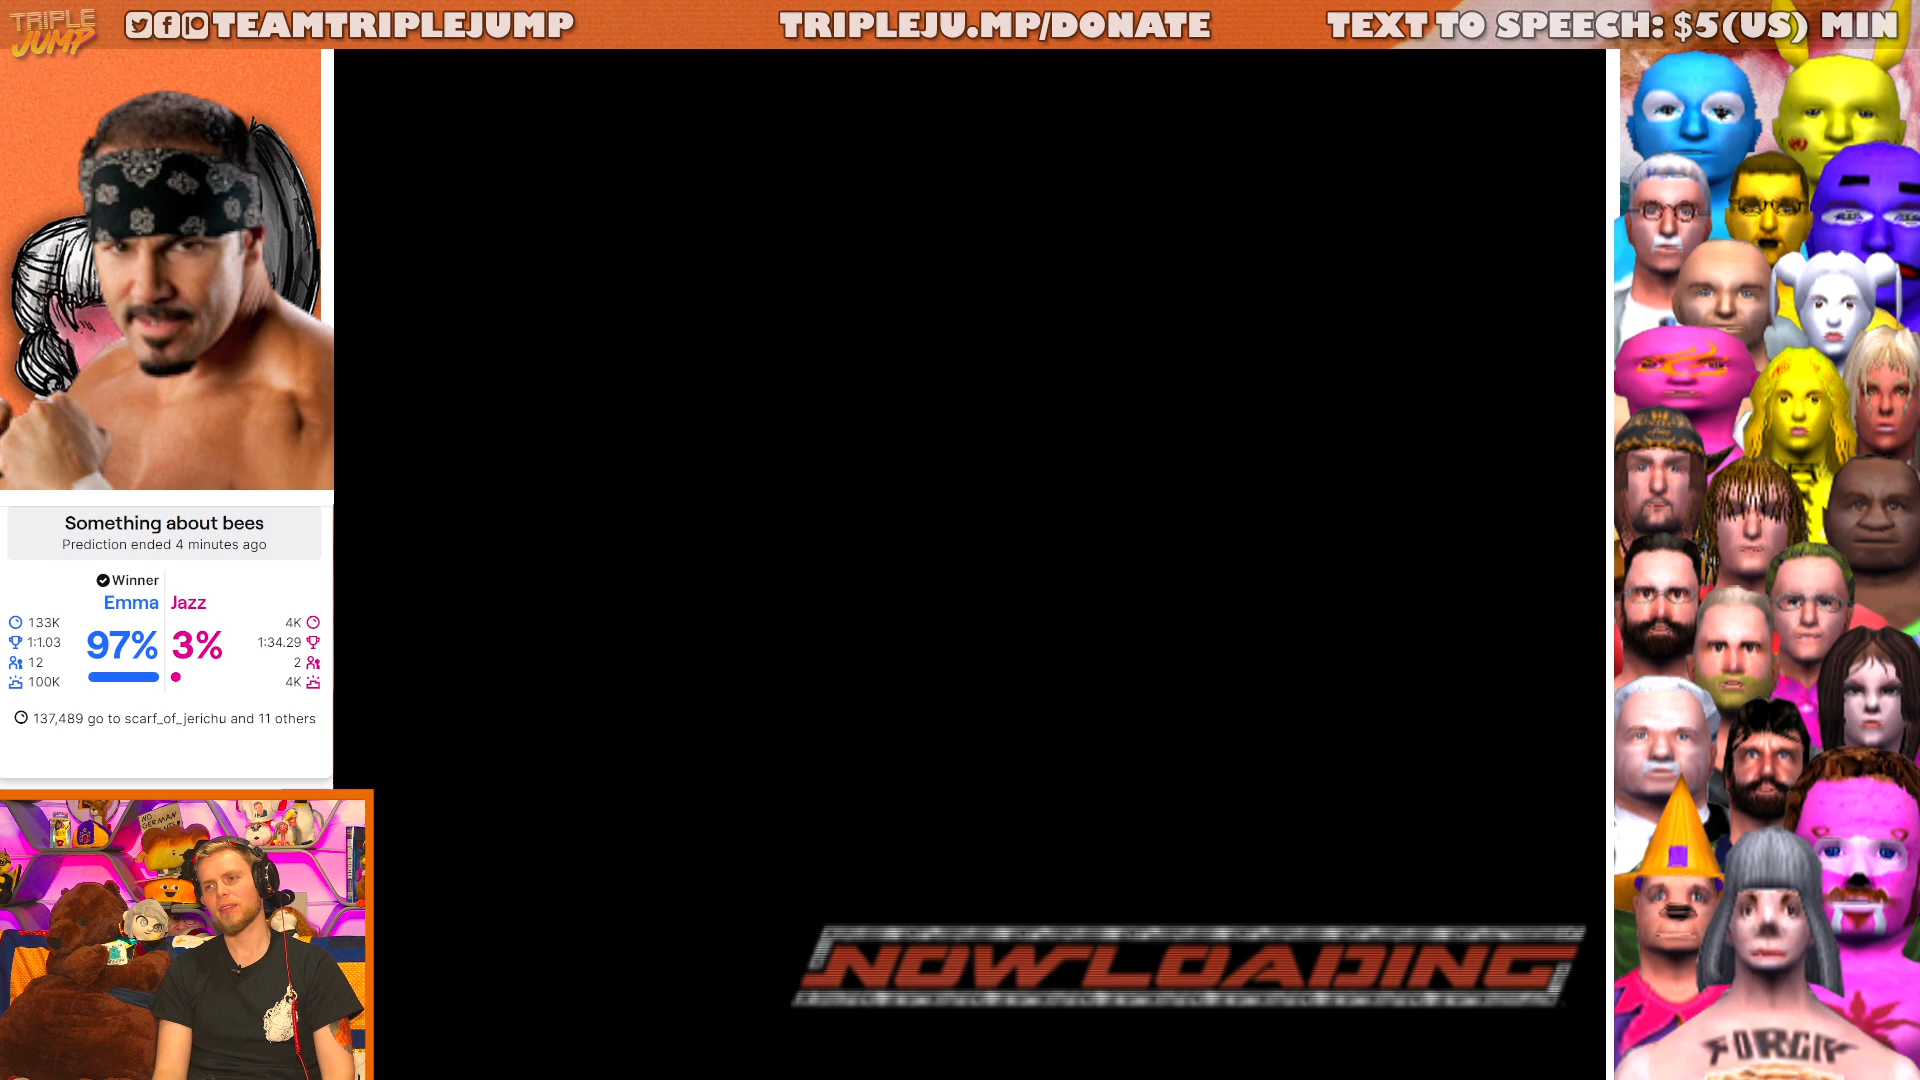 TRIPLE
JUMP
TEAMTRIPLEJUMP
TRIPLEJU.MP/DONATE
TEXT TO SPEECH: $5(US) MIN
Something about bees
Prediction ended 4 minutes ago
Winner
Emma Jazz
133K 97% 3% 4K
1:1.03 1:34.29
12 2
100K 4K
137,489 go to scarf_of_jerichu and 11 others
NO
GERMAN
NOW LOADING